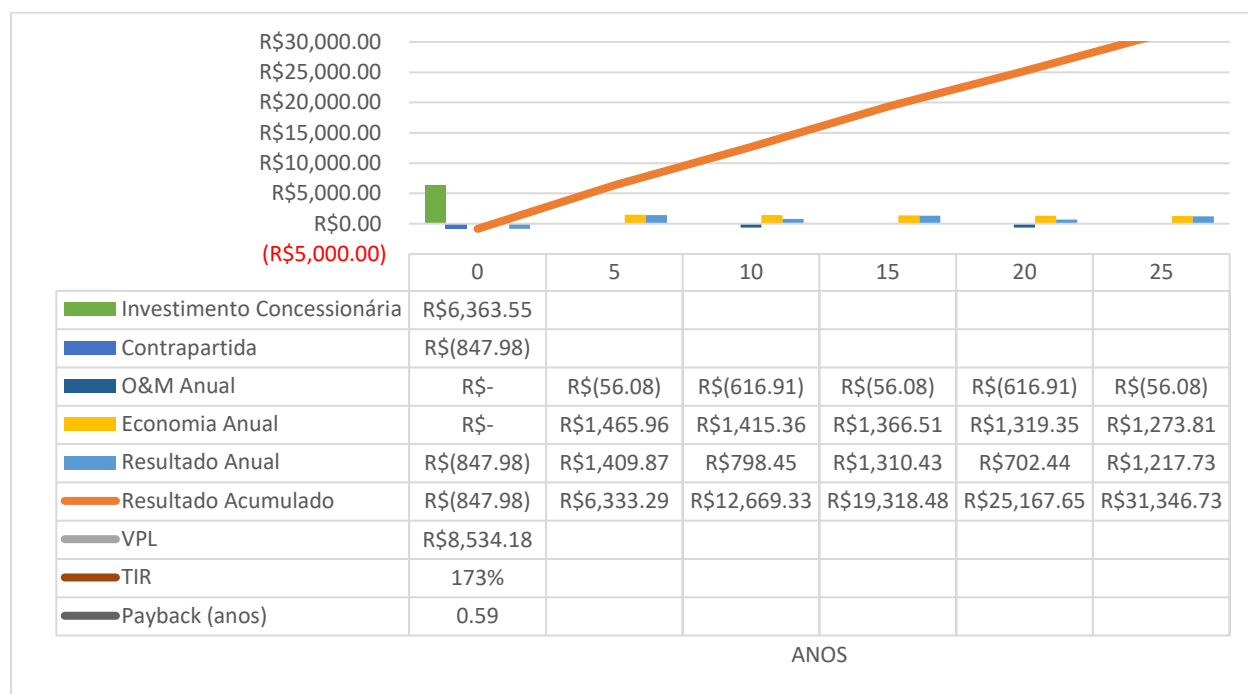 R$30,000.00
R$25,000.00
R$20,000.00
R$15,000.00
R$10,000.00
R$5,000.00
R$0.00
(R$5,000.00)
0 5 10 15 20 25
Investimento Concessionária R$6,363.55
Contrapartida R$(847.98)
O&M Anual R$- R$(56.08) R$(616.91) R$(56.08) R$(616.91) R$(56.08)
Economia Anual R$- R$1,465.96 R$1,415.36 R$1,366.51 R$1,319.35 R$1,273.81
Resultado Anual R$(847.98) R$1,409.87 R$798.45 R$1,310.43 R$702.44 R$1,217.73
Resultado Acumulado R$(847.98) R$6,333.29 R$12,669.33 R$19,318.48 R$25,167.65 R$31,346.73
VPL R$8,534.18
TIR 173%
Payback (anos) 0.59
ANOS